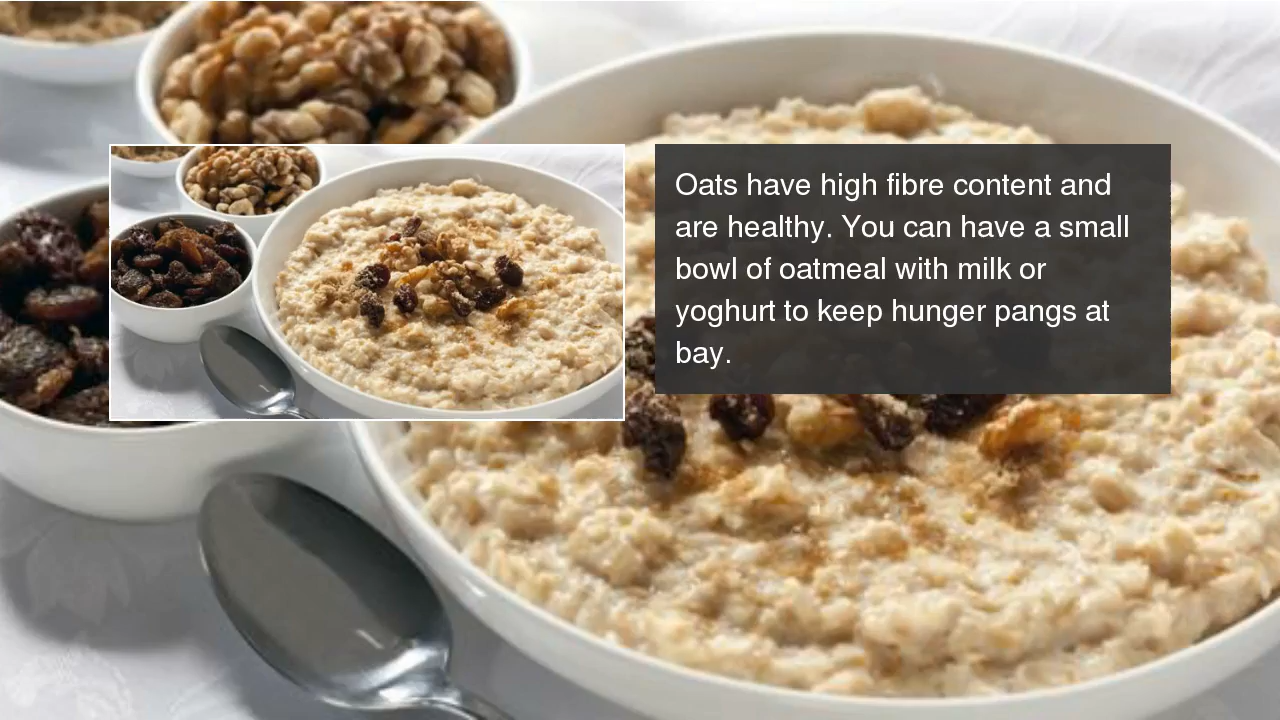 Oats have high fibre content and
are healthy. You can have a small
bowl of oatmeal with milk or
yoghurt to keep hunger pangs at
bay.